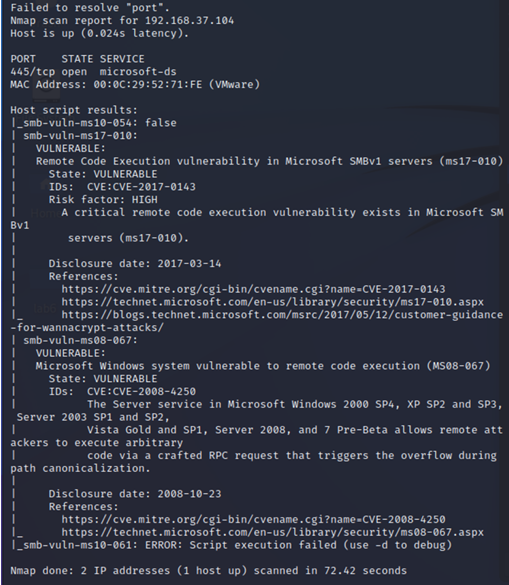 Failed to resolve "port".
Nmap scan report for 192.168.37.104
Host is up (0.024s latency).
PORT    STATE SERVICE
445/tcp open  microsoft-ds
MAC Address: 00:0C:29:52:71:FE (VMware)
Host script results:
|_smb-vuln-ms10-054: false
| smb-vuln-ms17-010:
|   VULNERABLE:
|   Remote Code Execution vulnerability in Microsoft SMBv1 servers (ms17-010)
|     State: VULNERABLE
|     IDs:  CVE:CVE-2017-0143
|     Risk factor: HIGH
|       A critical remote code execution vulnerability exists in Microsoft SM
Bv1
|        servers (ms17-010).
|
|     Disclosure date: 2017-03-14
|     References:
|       https://cve.mitre.org/cgi-bin/cvename.cgi?name=CVE-2017-0143
|       https://technet.microsoft.com/en-us/library/security/ms17-010.aspx
|_      https://blogs.technet.microsoft.com/msrc/2017/05/12/customer-guidance
-for-wannacrypt-attacks/
| smb-vuln-ms08-067:
|   VULNERABLE:
|   Microsoft Windows system vulnerable to remote code execution (MS08-067)
|     State: VULNERABLE
|     IDs:  CVE:CVE-2008-4250
|           The Server service in Microsoft Windows 2000 SP4, XP SP2 and SP3,
 Server 2003 SP1 and SP2,
|           Vista Gold and SP1, Server 2008, and 7 Pre-Beta allows remote att
ackers to execute arbitrary
|           code via a crafted RPC request that triggers the overflow during
path canonicalization.
|
|     Disclosure date: 2008-10-23
|     References:
|       https://cve.mitre.org/cgi-bin/cvename.cgi?name=CVE-2008-4250
|_      https://technet.microsoft.com/en-us/library/security/ms08-067.aspx
|_smb-vuln-ms10-061: ERROR: Script execution failed (use -d to debug)
Nmap done: 2 IP addresses (1 host up) scanned in 72.42 seconds